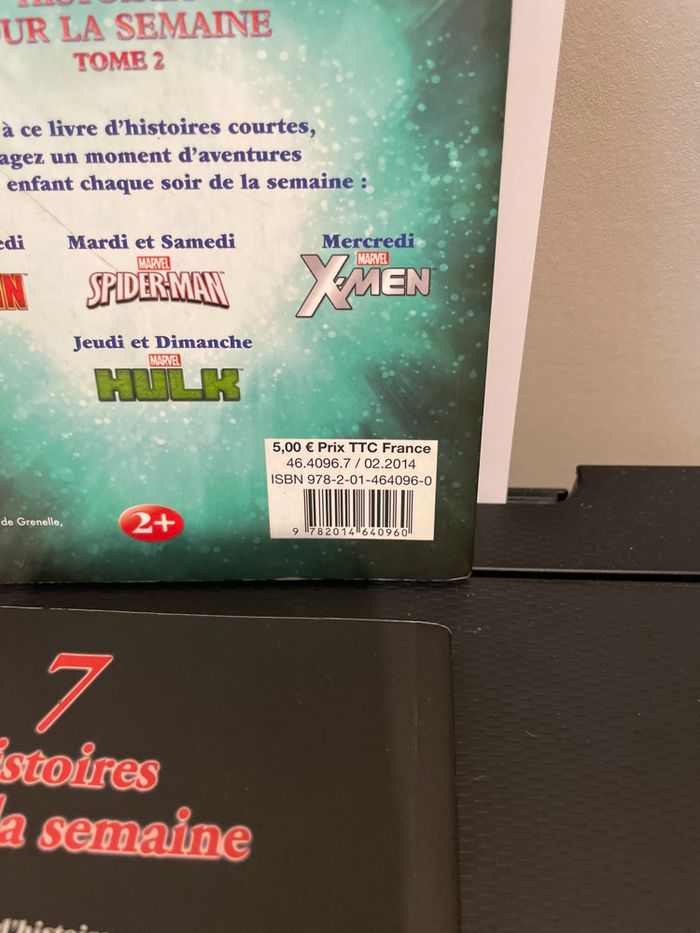 UR LA SEMAINE
TOME 2
à ce livre d'histoires courtes,
agez un moment d'aventures
enfant chaque soir de la semaine :
edi
Mardi et Samedi
Mercredi
N
MARVEL
SPIDER-MAN
MARVEL
X-MEN
Jeudi et Dimanche
MARVEL
HULK
5,00 € Prix TTC France
46.4096.7 / 02.2014
ISBN 978-2-01-464096-0
9 782014 640960
de Grenelle,
2+
7
istoires
la semaine